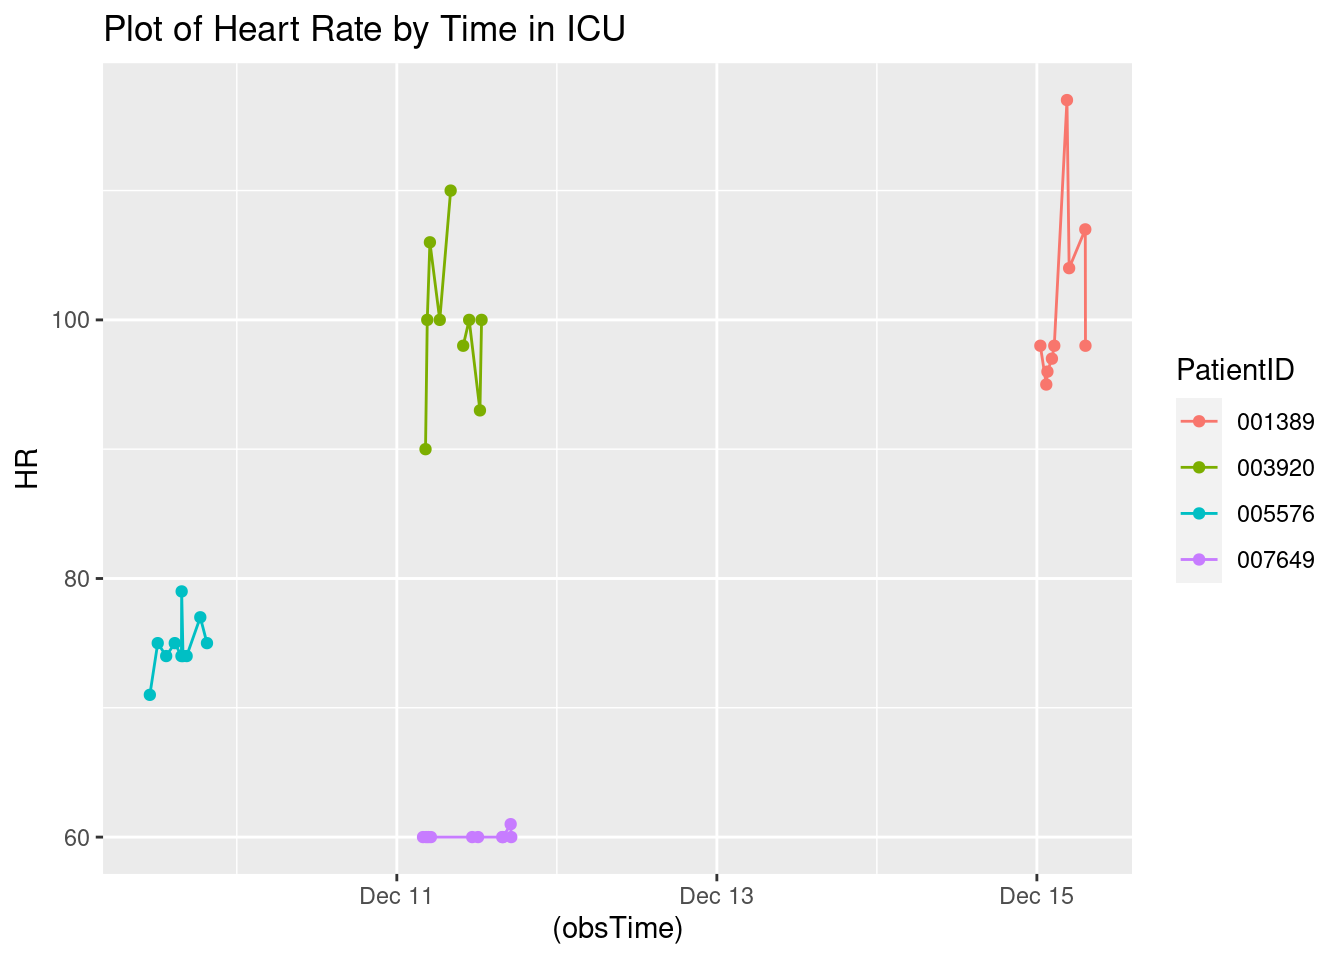 Plot of Heart Rate by Time in ICU
HR
100
80
60
Dec 11
Dec 13
Dec 15
(obsTime)
PatientID
001389
003920
005576
007649